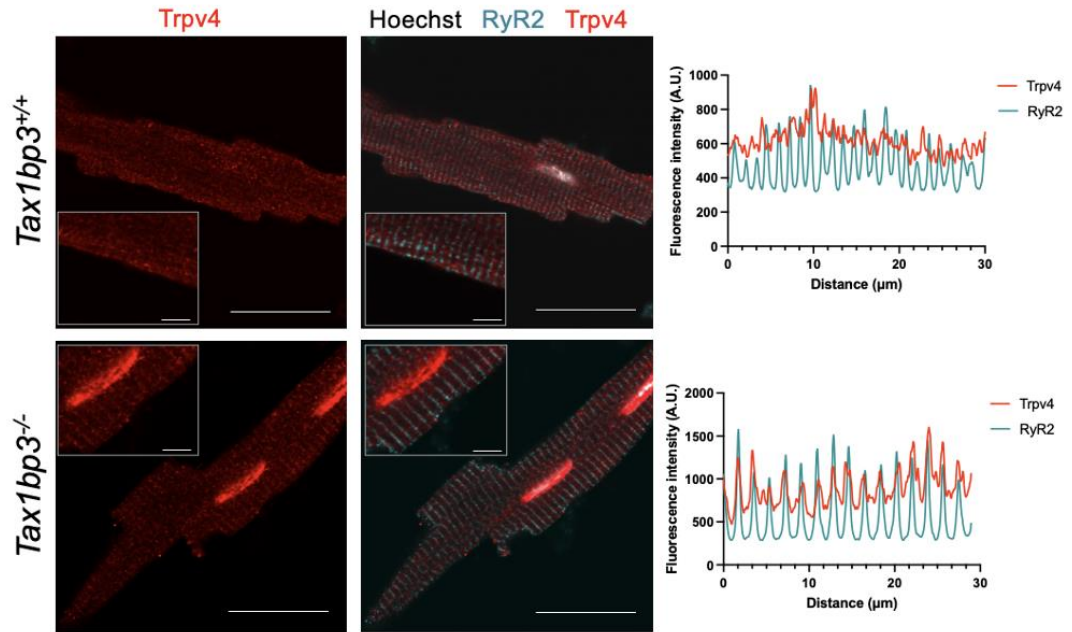 Trpv4
Hoechst RyR2 Trpv4
Tax1bp3+/+
Fluorescence intensity (A.U.)
1000
800
600
400
200
0
0 10 20 30
Distance (µm)
Trpv4
RyR2
Tax1bp3-/-
Fluorescence intensity (A.U.)
2000
1500
1000
500
0
0 10 20 30
Distance (µm)
Trpv4
RyR2